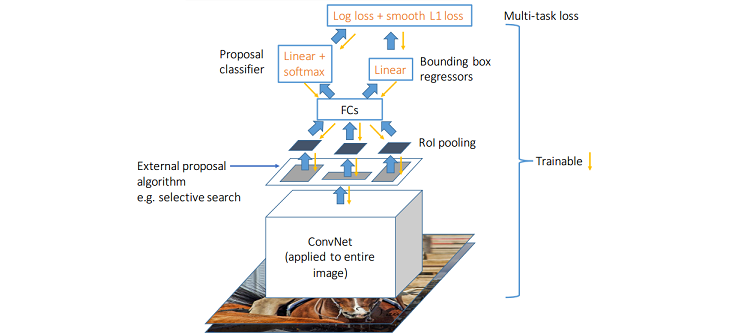 Log loss + smooth L1 loss
Multi-task loss
Proposal
classifier
Linear +
softmax
Linear
Bounding box
regressors
FCs
RoI pooling
External proposal
algorithm
e.g. selective search
Trainable
ConvNet
(applied to entire
image)